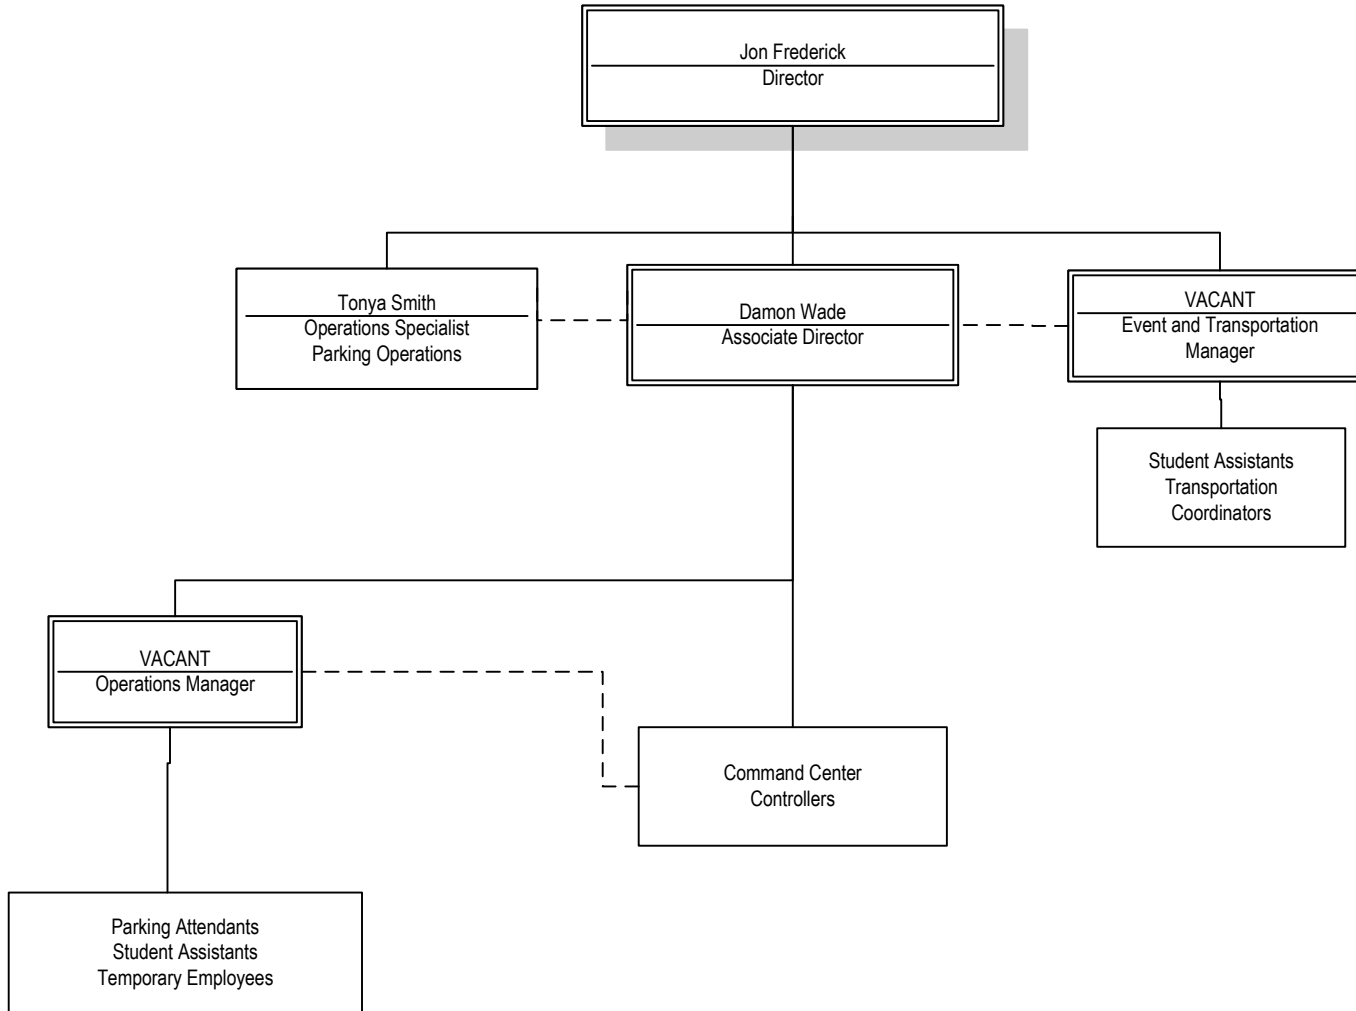 Jon Frederick
Director
Tonya Smith
Operations Specialist
Parking Operations
Damon Wade
Associate Director
VACANT
Event and Transportation
Manager
Student Assistants
Transportation
Coordinators
VACANT
Operations Manager
Command Center
Controllers
Parking Attendants
Student Assistants
Temporary Employees